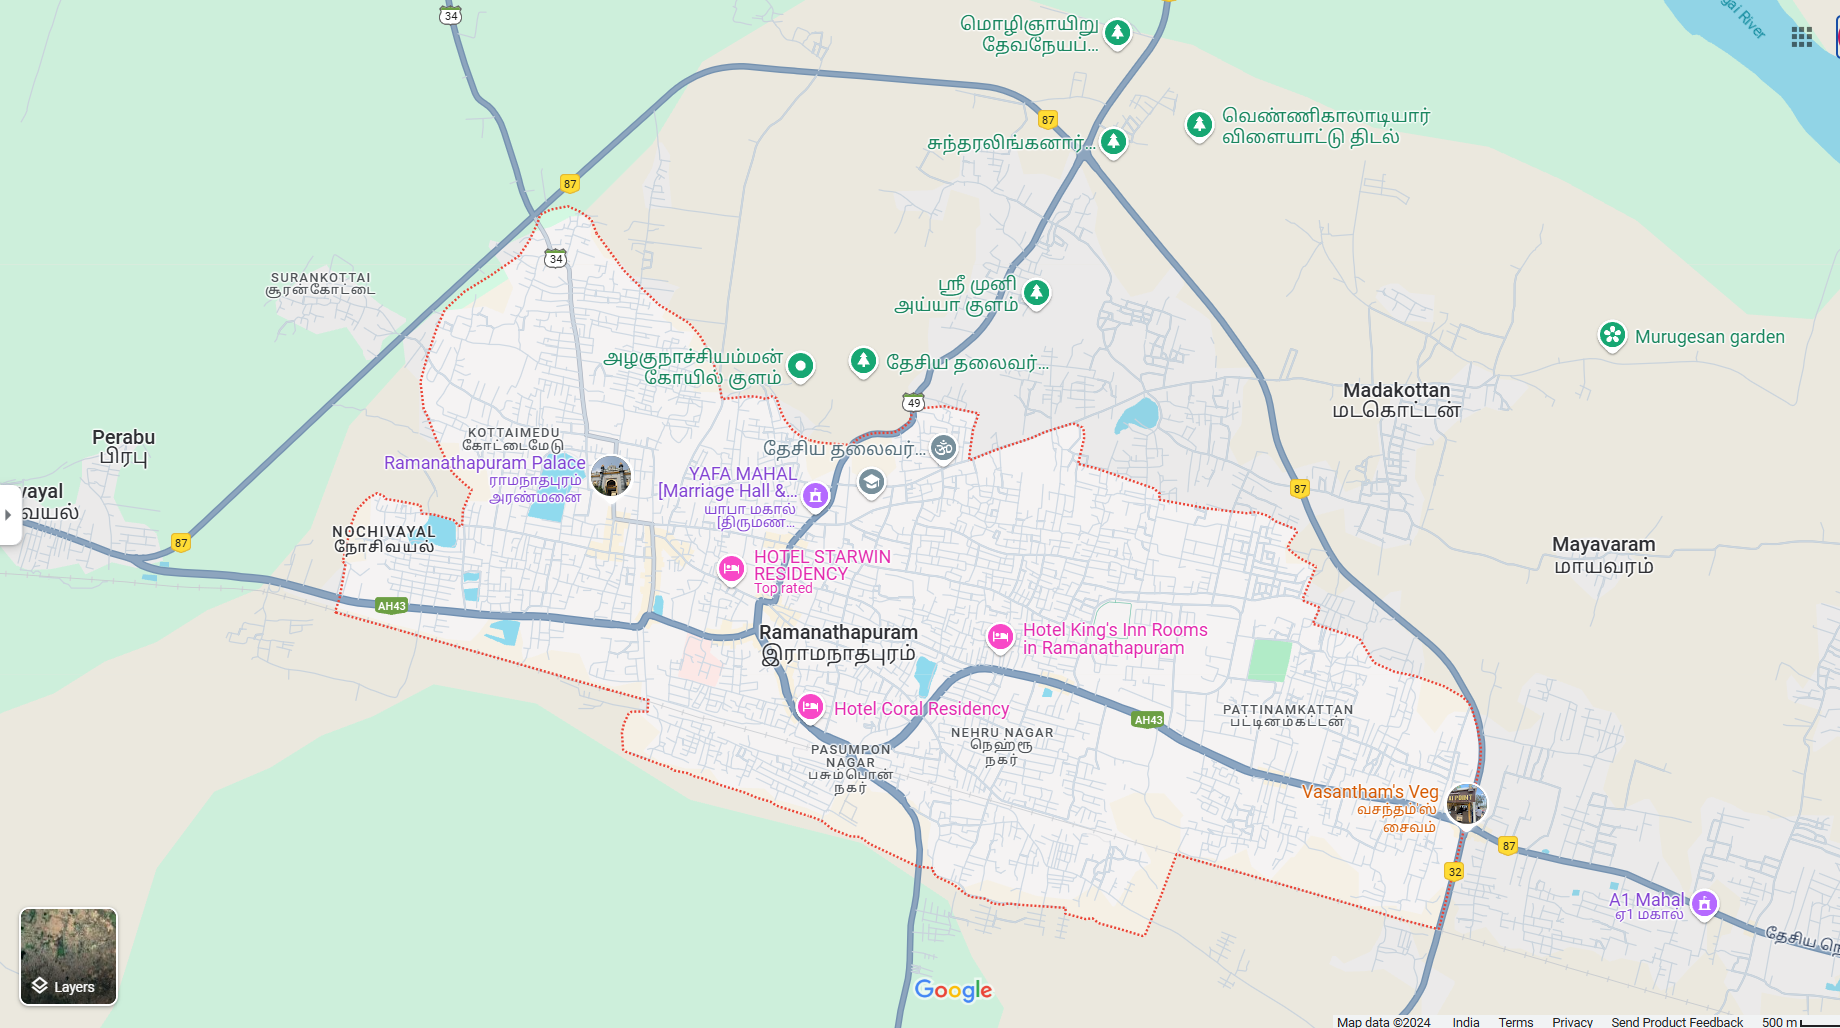 34
gai River
மொழிஞாயிறு
தேவநேயப்...
87
வெண்ணிகாலாடியார்
விளையாட்டு திடல்
சுந்தரலிங்கனார்...
87
34
SURANKOTTAI
சூரன்கோட்டை
ஸ்ரீ முனி
அய்யா குளம்
Murugesan garden
அழகுநாச்சியம்மன்
கோயில் குளம்
தேசிய தலைவர்...
49
Madakottan
மடகொட்டன்
Perabu
பிரபு
KOTTAIMEDU
கோட்டைமேடு
Ramanathapuram Palace
ராமநாதபுரம்
அரண்மனை
தேசிய தலைவர்...
YAFA MAHAL
[Marriage Hall &...
யாபா மகால்
[திருமண...
vayal
வயல்
87
87
NOCHIVAYAL
நோசிவயல்
Mayavaram
மாயவரம்
HOTEL STARWIN
RESIDENCY
Top rated
AH43
Ramanathapuram
இராமநாதபுரம்
Hotel King's Inn Rooms
in Ramanathapuram
Hotel Coral Residency
AH43
PATTINAMKATTAN
பட்டினம்கட்டன்
NEHRU NAGAR
நெஹ்ரூ
நகர்
PASUMPON
NAGAR
பசும்பொன்
நகர்
Vasantham's Veg
வசந்தம்ஸ்
சைவம்
87
32
A1 Mahal
ஏ1 மகால்
தேசிய நெ
Layers
Google
Map data ©2024 India Terms Privacy Send Product Feedback 500 m